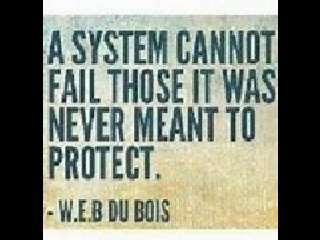 A SYSTEM CANNOT
FAIL THOSE IT WAS
NEVER MEANT TO
PROTECT.
- W.E.B DU BOIS